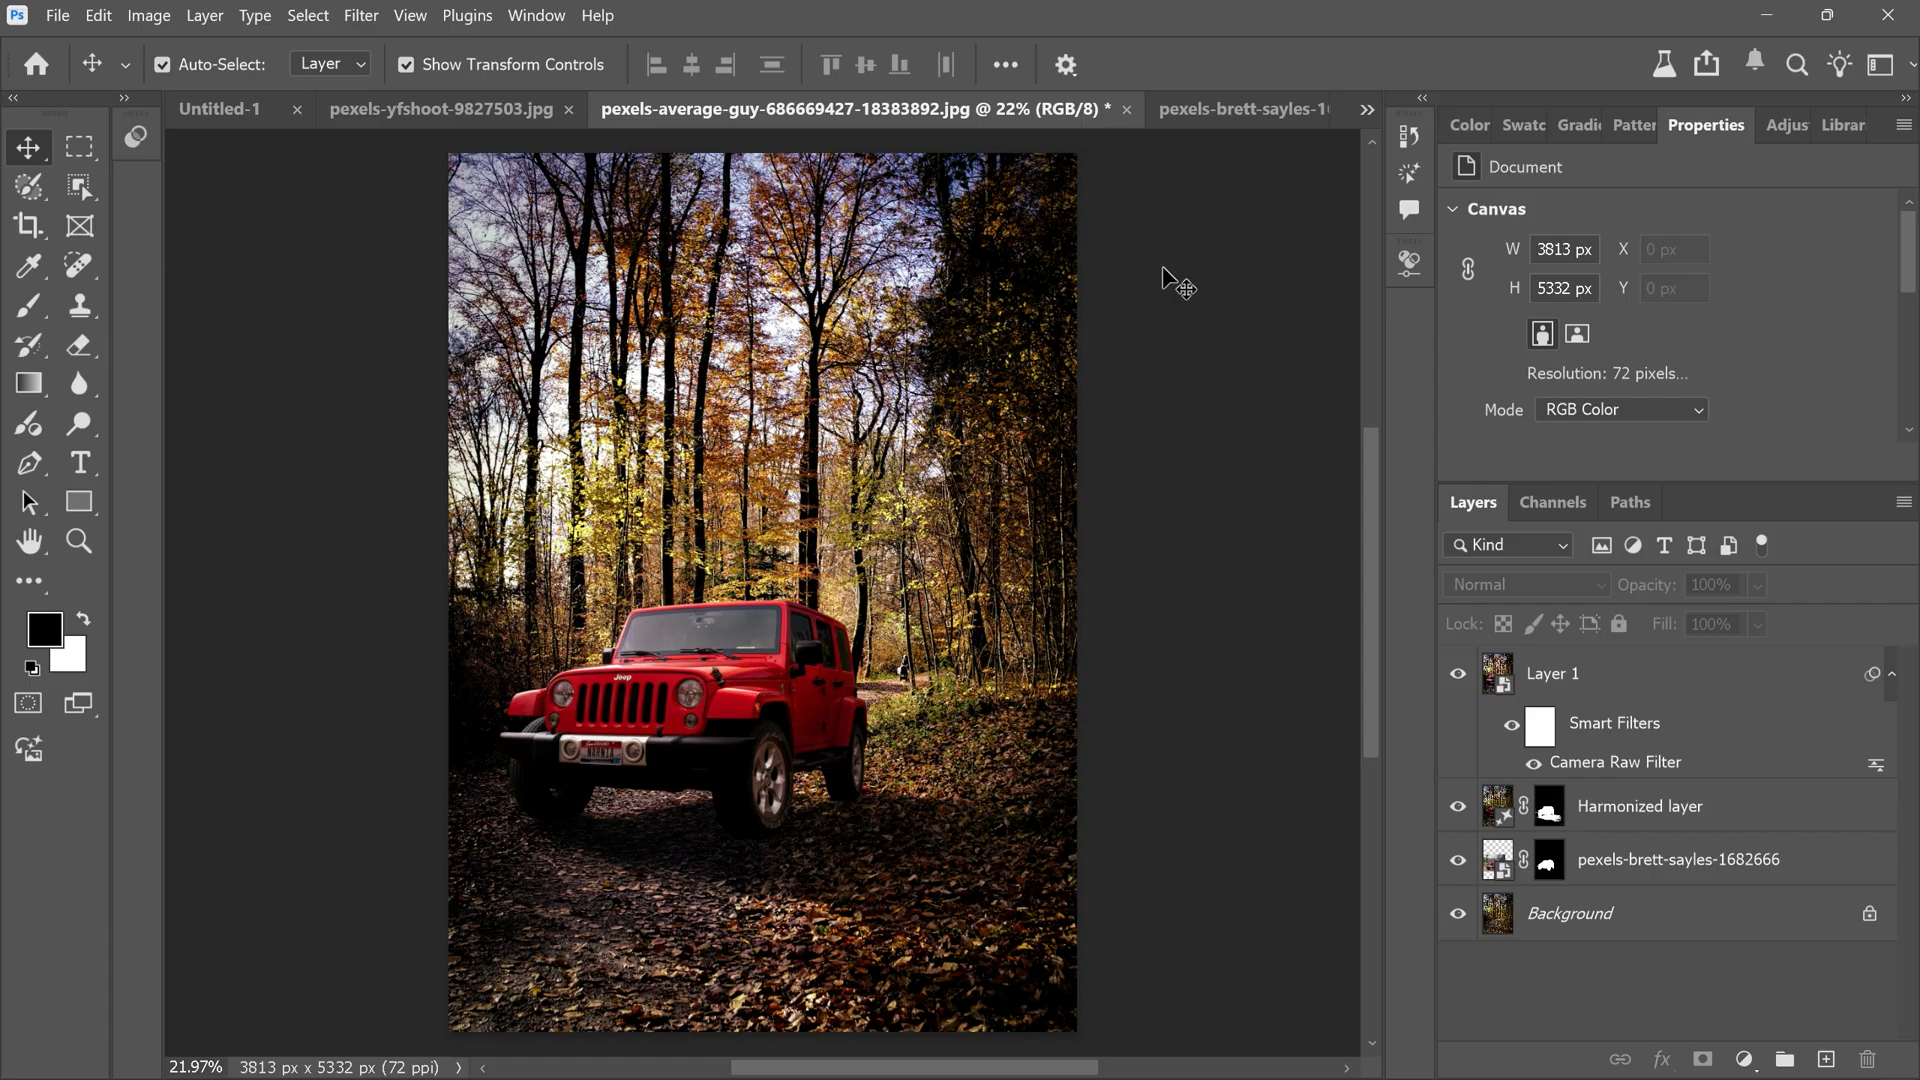 Ps File Edit Image Layer Type Select Filter View Plugins Window Help
Auto-Select: Layer Show Transform Controls
Untitled-1 × pexels-yfshoot-9827503.jpg × pexels-average-guy-686669427-18383892.jpg @ 22% (RGB/8) * × pexels-brett-sayles-1
Color Swatc Gradi Patter Properties Adjus Librar
Document
Canvas
W 3813 px X 0 px
H 5332 px Y 0 px
Resolution: 72 pixels...
Mode RGB Color
Layers Channels Paths
Kind
Normal Opacity: 100%
Lock: Fill: 100%
Layer 1
Smart Filters
Camera Raw Filter
Harmonized layer
pexels-brett-sayles-1682666
Background
Jeep
21.97% 3813 px x 5332 px (72 ppi)
fx